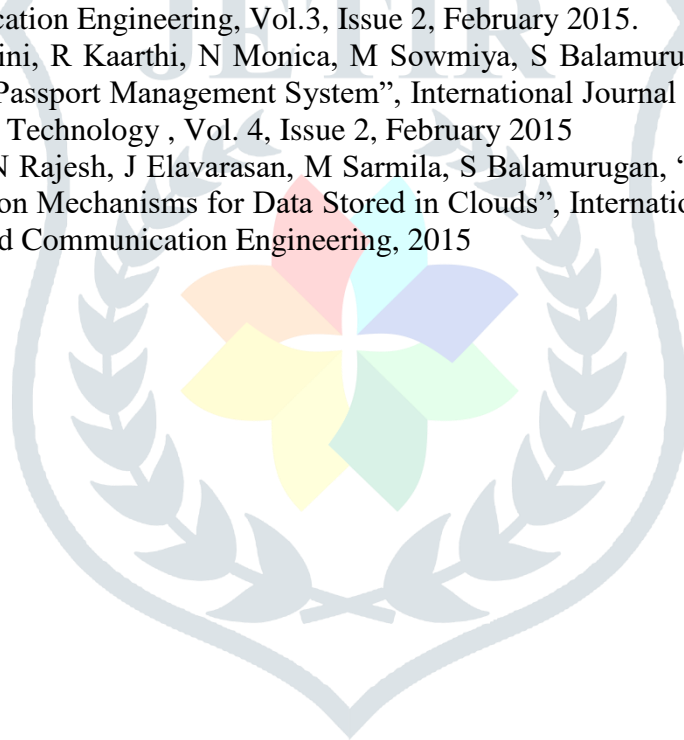 cation Engineering, Vol.3, Issue 2, February 2015.
ini, R Kaarthi, N Monica, M Sowmiya, S Balamuru
Passport Management System”, International Journal
Technology , Vol. 4, Issue 2, February 2015
N Rajesh, J Elavarasan, M Sarmila, S Balamurugan, “
on Mechanisms for Data Stored in Clouds”, Internatio
d Communication Engineering, 2015
JETIR